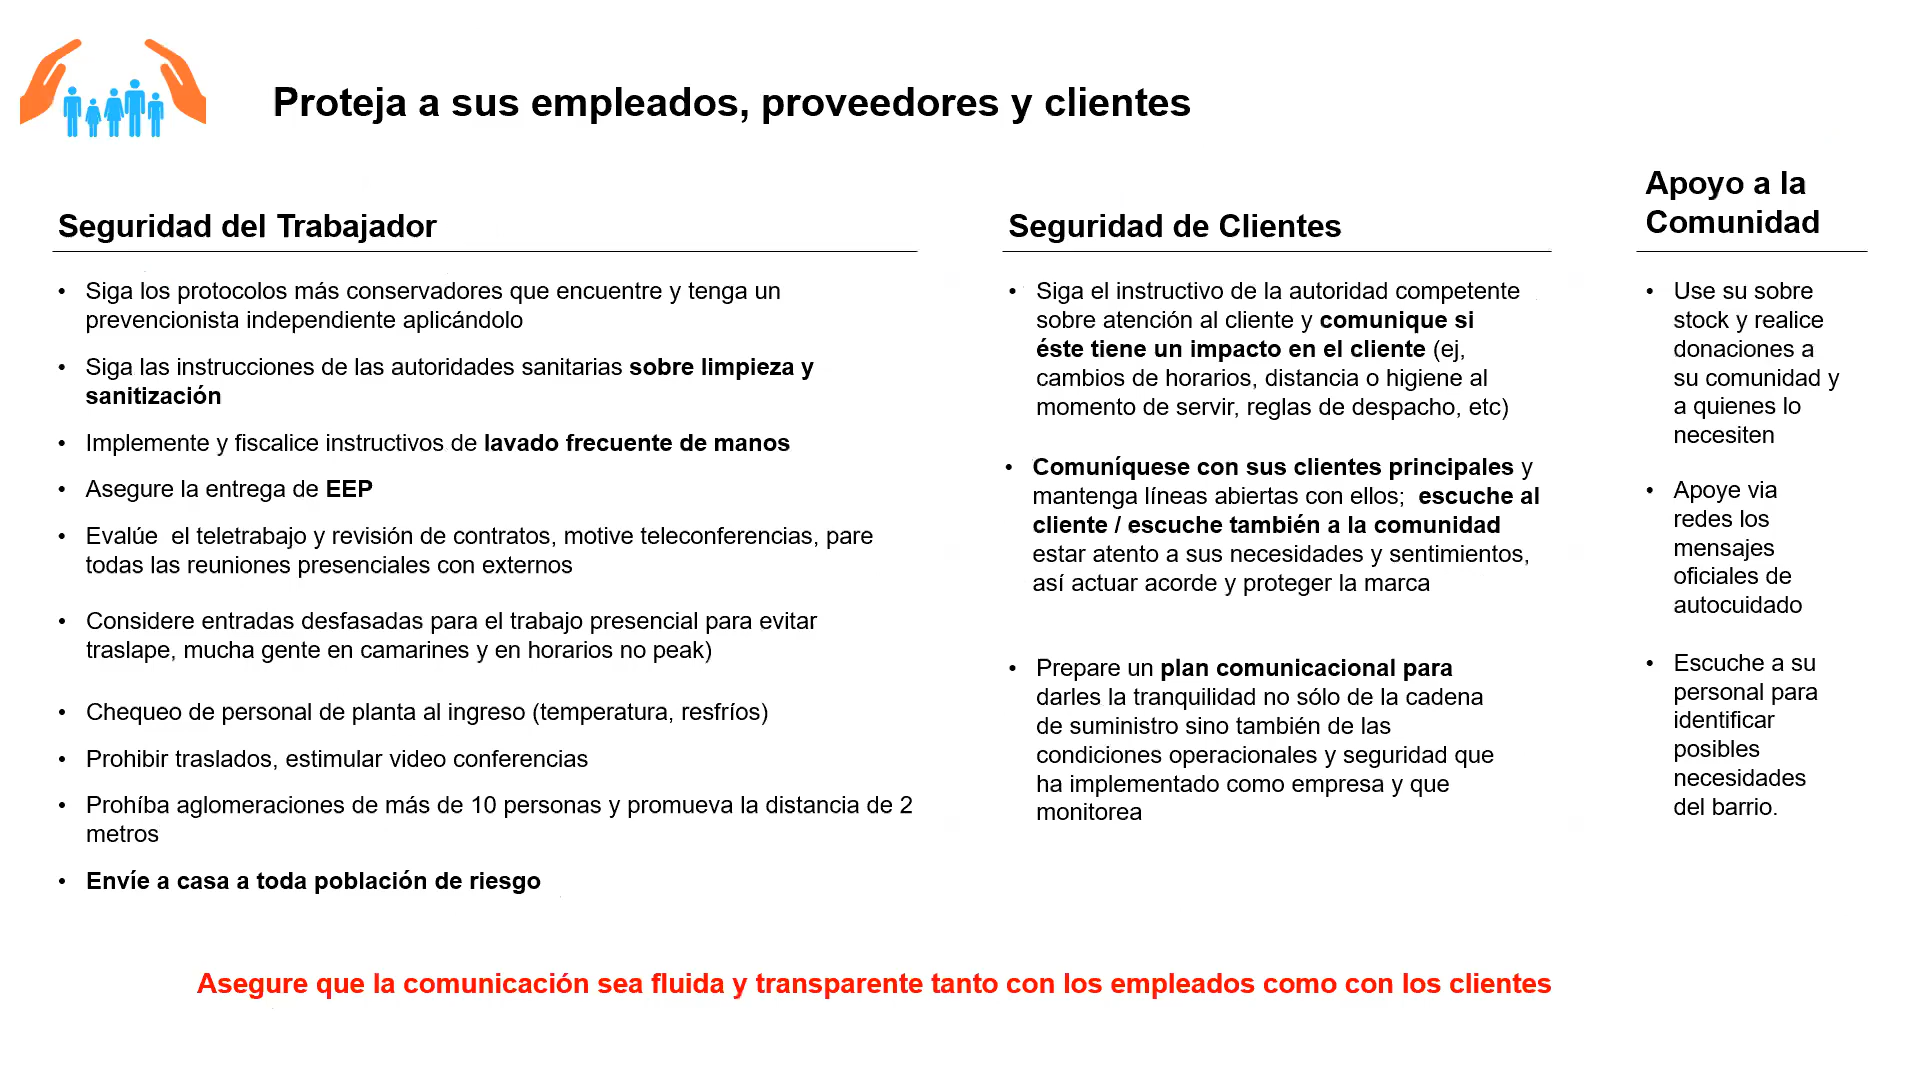 Proteja a sus empleados, proveedores y clientes
Seguridad del Trabajador
• Siga los protocolos más conservadores que encuentre y tenga un
prevencionista independiente aplicándolo
• Siga las instrucciones de las autoridades sanitarias sobre limpieza y
sanitización
• Implemente y fiscalice instructivos de lavado frecuente de manos
• Asegure la entrega de EEP
• Evalúe  el teletrabajo y revisión de contratos, motive teleconferencias, pare
todas las reuniones presenciales con externos
• Considere entradas desfasadas para el trabajo presencial para evitar
traslape, mucha gente en camarines y en horarios no peak)
• Chequeo de personal de planta al ingreso (temperatura, resfríos)
• Prohibir traslados, estimular video conferencias
• Prohíba aglomeraciones de más de 10 personas y promueva la distancia de 2
metros
• Envíe a casa a toda población de riesgo
Seguridad de Clientes
• Siga el instructivo de la autoridad competente
sobre atención al cliente y comunique si
éste tiene un impacto en el cliente (ej,
cambios de horarios, distancia o higiene al
momento de servir, reglas de despacho, etc)
• Comuníquese con sus clientes principales y
mantenga líneas abiertas con ellos;  escuche al
cliente / escuche también a la comunidad
estar atento a sus necesidades y sentimientos,
así actuar acorde y proteger la marca
• Prepare un plan comunicacional para
darles la tranquilidad no sólo de la cadena
de suministro sino también de las
condiciones operacionales y seguridad que
ha implementado como empresa y que
monitorea
Apoyo a la
Comunidad
• Use su sobre
stock y realice
donaciones a
su comunidad y
a quienes lo
necesiten
• Apoye via
redes los
mensajes
oficiales de
autocuidado
• Escuche a su
personal para
identificar
posibles
necesidades
del barrio.
Asegure que la comunicación sea fluida y transparente tanto con los empleados como con los clientes